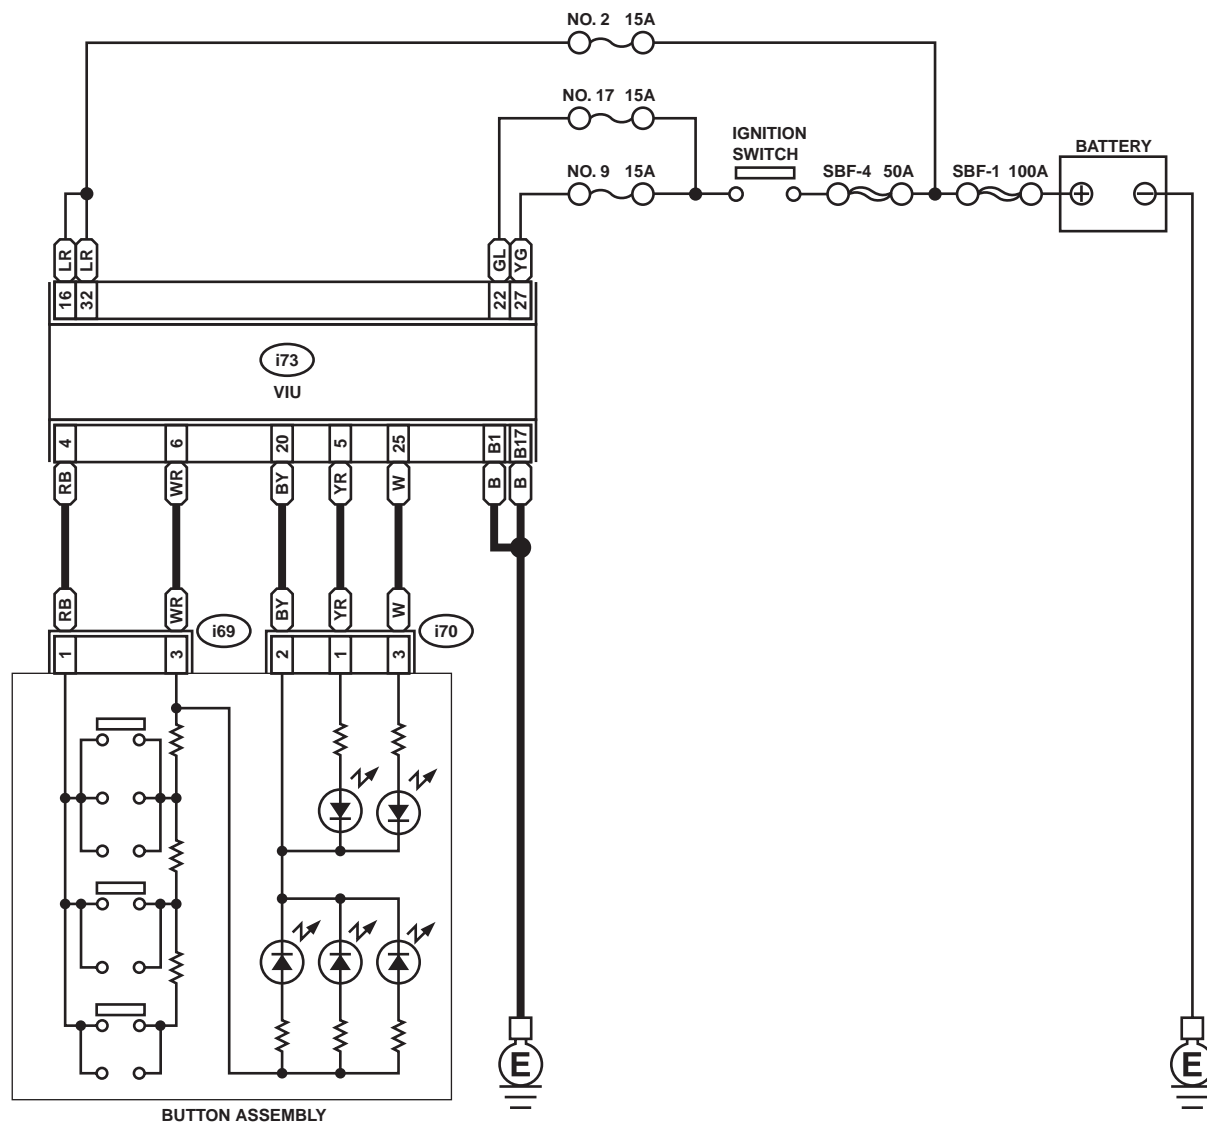 NO. 2 15A
NO. 17 15A
IGNITION
SWITCH
BATTERY
NO. 9 15A
SBF-4 50A
SBF-1 100A
LR
LR
GL
YG
16
32
22
27
i73
VIU
4
6
20
5
25
B1
B17
RB
WR
BY
YR
W
B
B
RB
WR
BY
YR
W
i69
i70
1
3
2
1
3
E
E
BUTTON ASSEMBLY